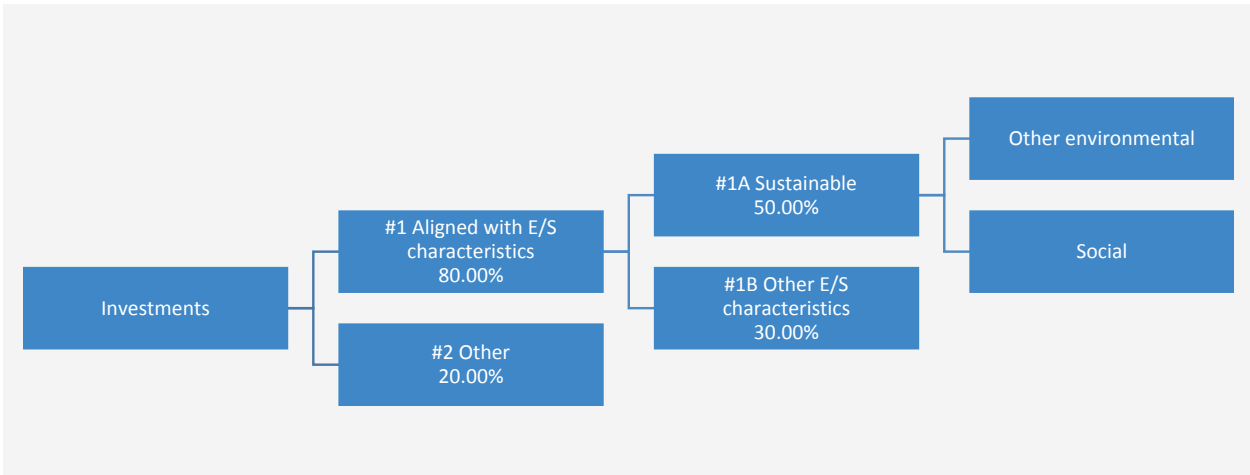 Investments
#1 Aligned with E/S
characteristics
80.00%
#2 Other
20.00%
#1A Sustainable
50.00%
#1B Other E/S
characteristics
30.00%
Other environmental
Social